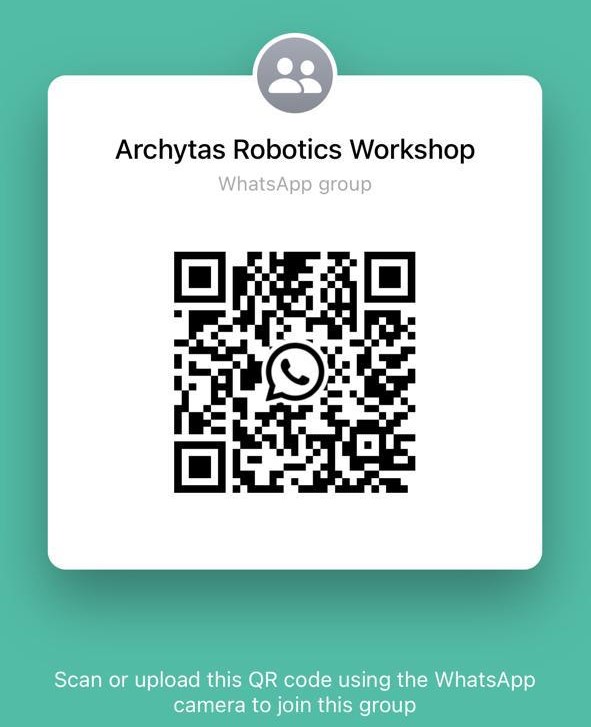 Archytas Robotics Workshop
WhatsApp group
Scan or upload this QR code using the WhatsApp
camera to join this group